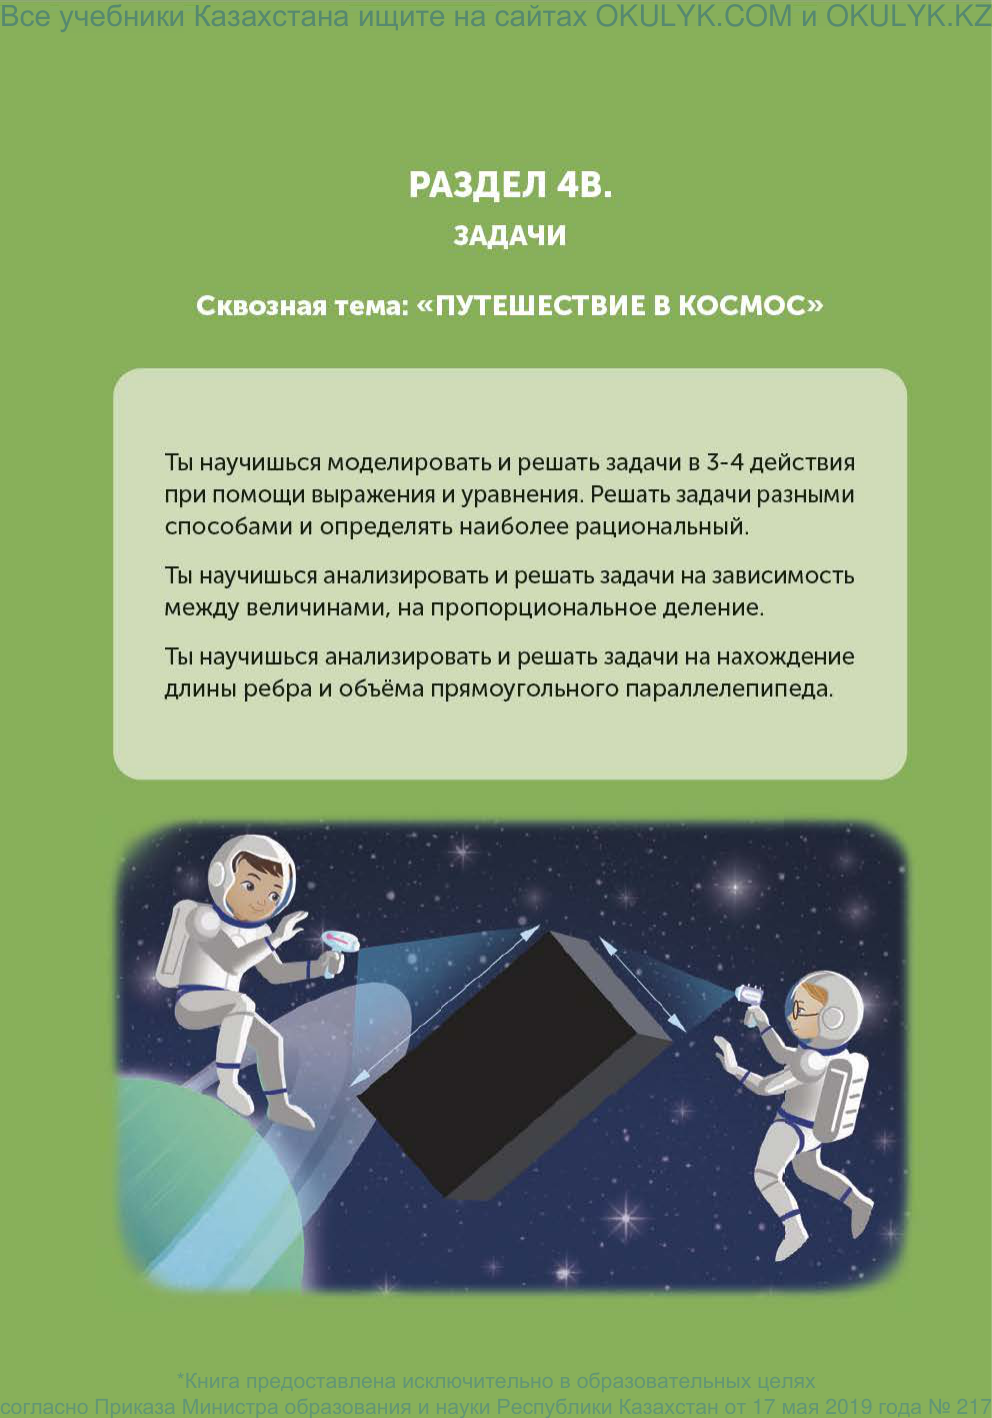 Все учебники Казахстана ищите на сайтах OKULYK.COM и OKULYK.KZ
РАЗДЕЛ 4В.
ЗАДАЧИ
Сквозная тема: «ПУТЕШЕСТВИЕ В КОСМОС»
Ты научишься моделировать и решать задачи в 3-4 действия
при помощи выражения и уравнения. Решать задачи разными
способами и определять наиболее рациональный.
Ты научишься анализировать и решать задачи на зависимость
между величинами, на пропорциональное деление.
Ты научишься анализировать и решать задачи на нахождение
длины ребра и объёма прямоугольного параллелепипеда.
*Книга предоставлена исключительно в образовательных целях
согласно Приказа Министра образования и науки Республики Казахстан от 17 мая 2019 года № 217